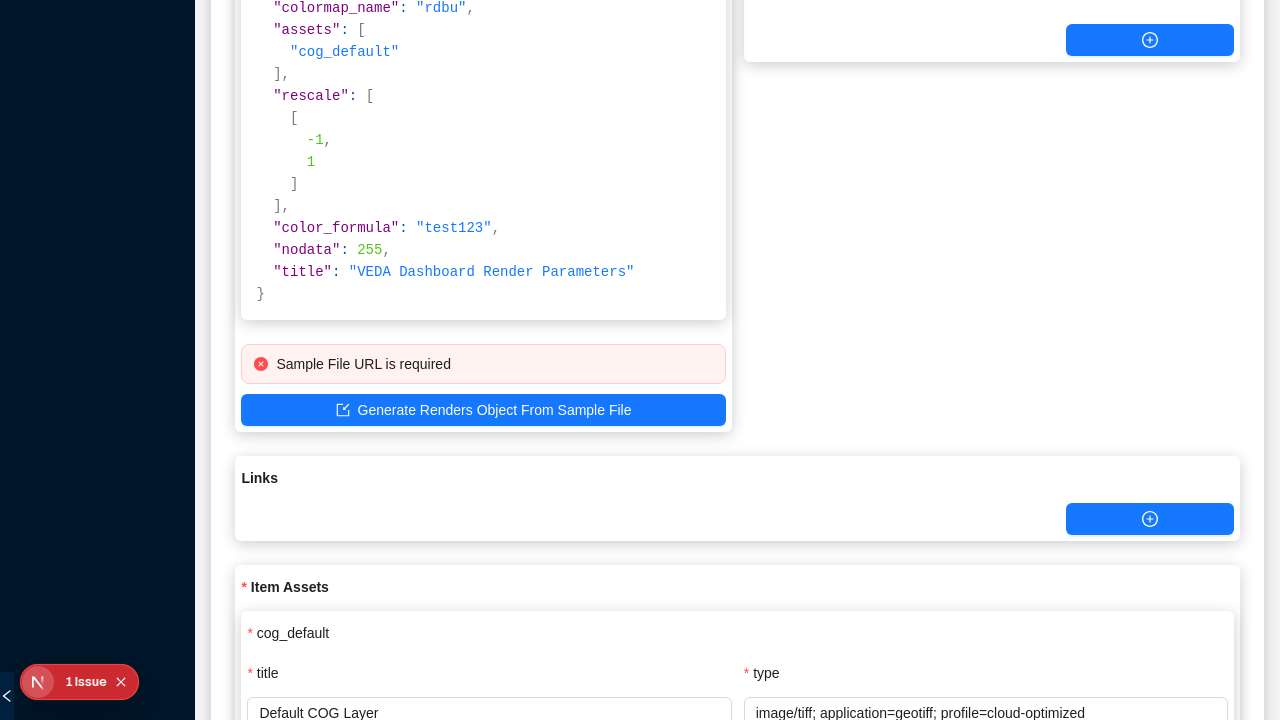 "colormap_name": "rdbu",
"assets": [
"cog_default"
],
"rescale": [
[
-1,
1
]
],
"color_formula": "test123",
"nodata": 255,
"title": "VEDA Dashboard Render Parameters"
}
Sample File URL is required
Generate Renders Object From Sample File
Links
* Item Assets
* cog_default
* title
* type
Default COG Layer
image/tiff; application=geotiff; profile=cloud-optimized
N
1 Issue